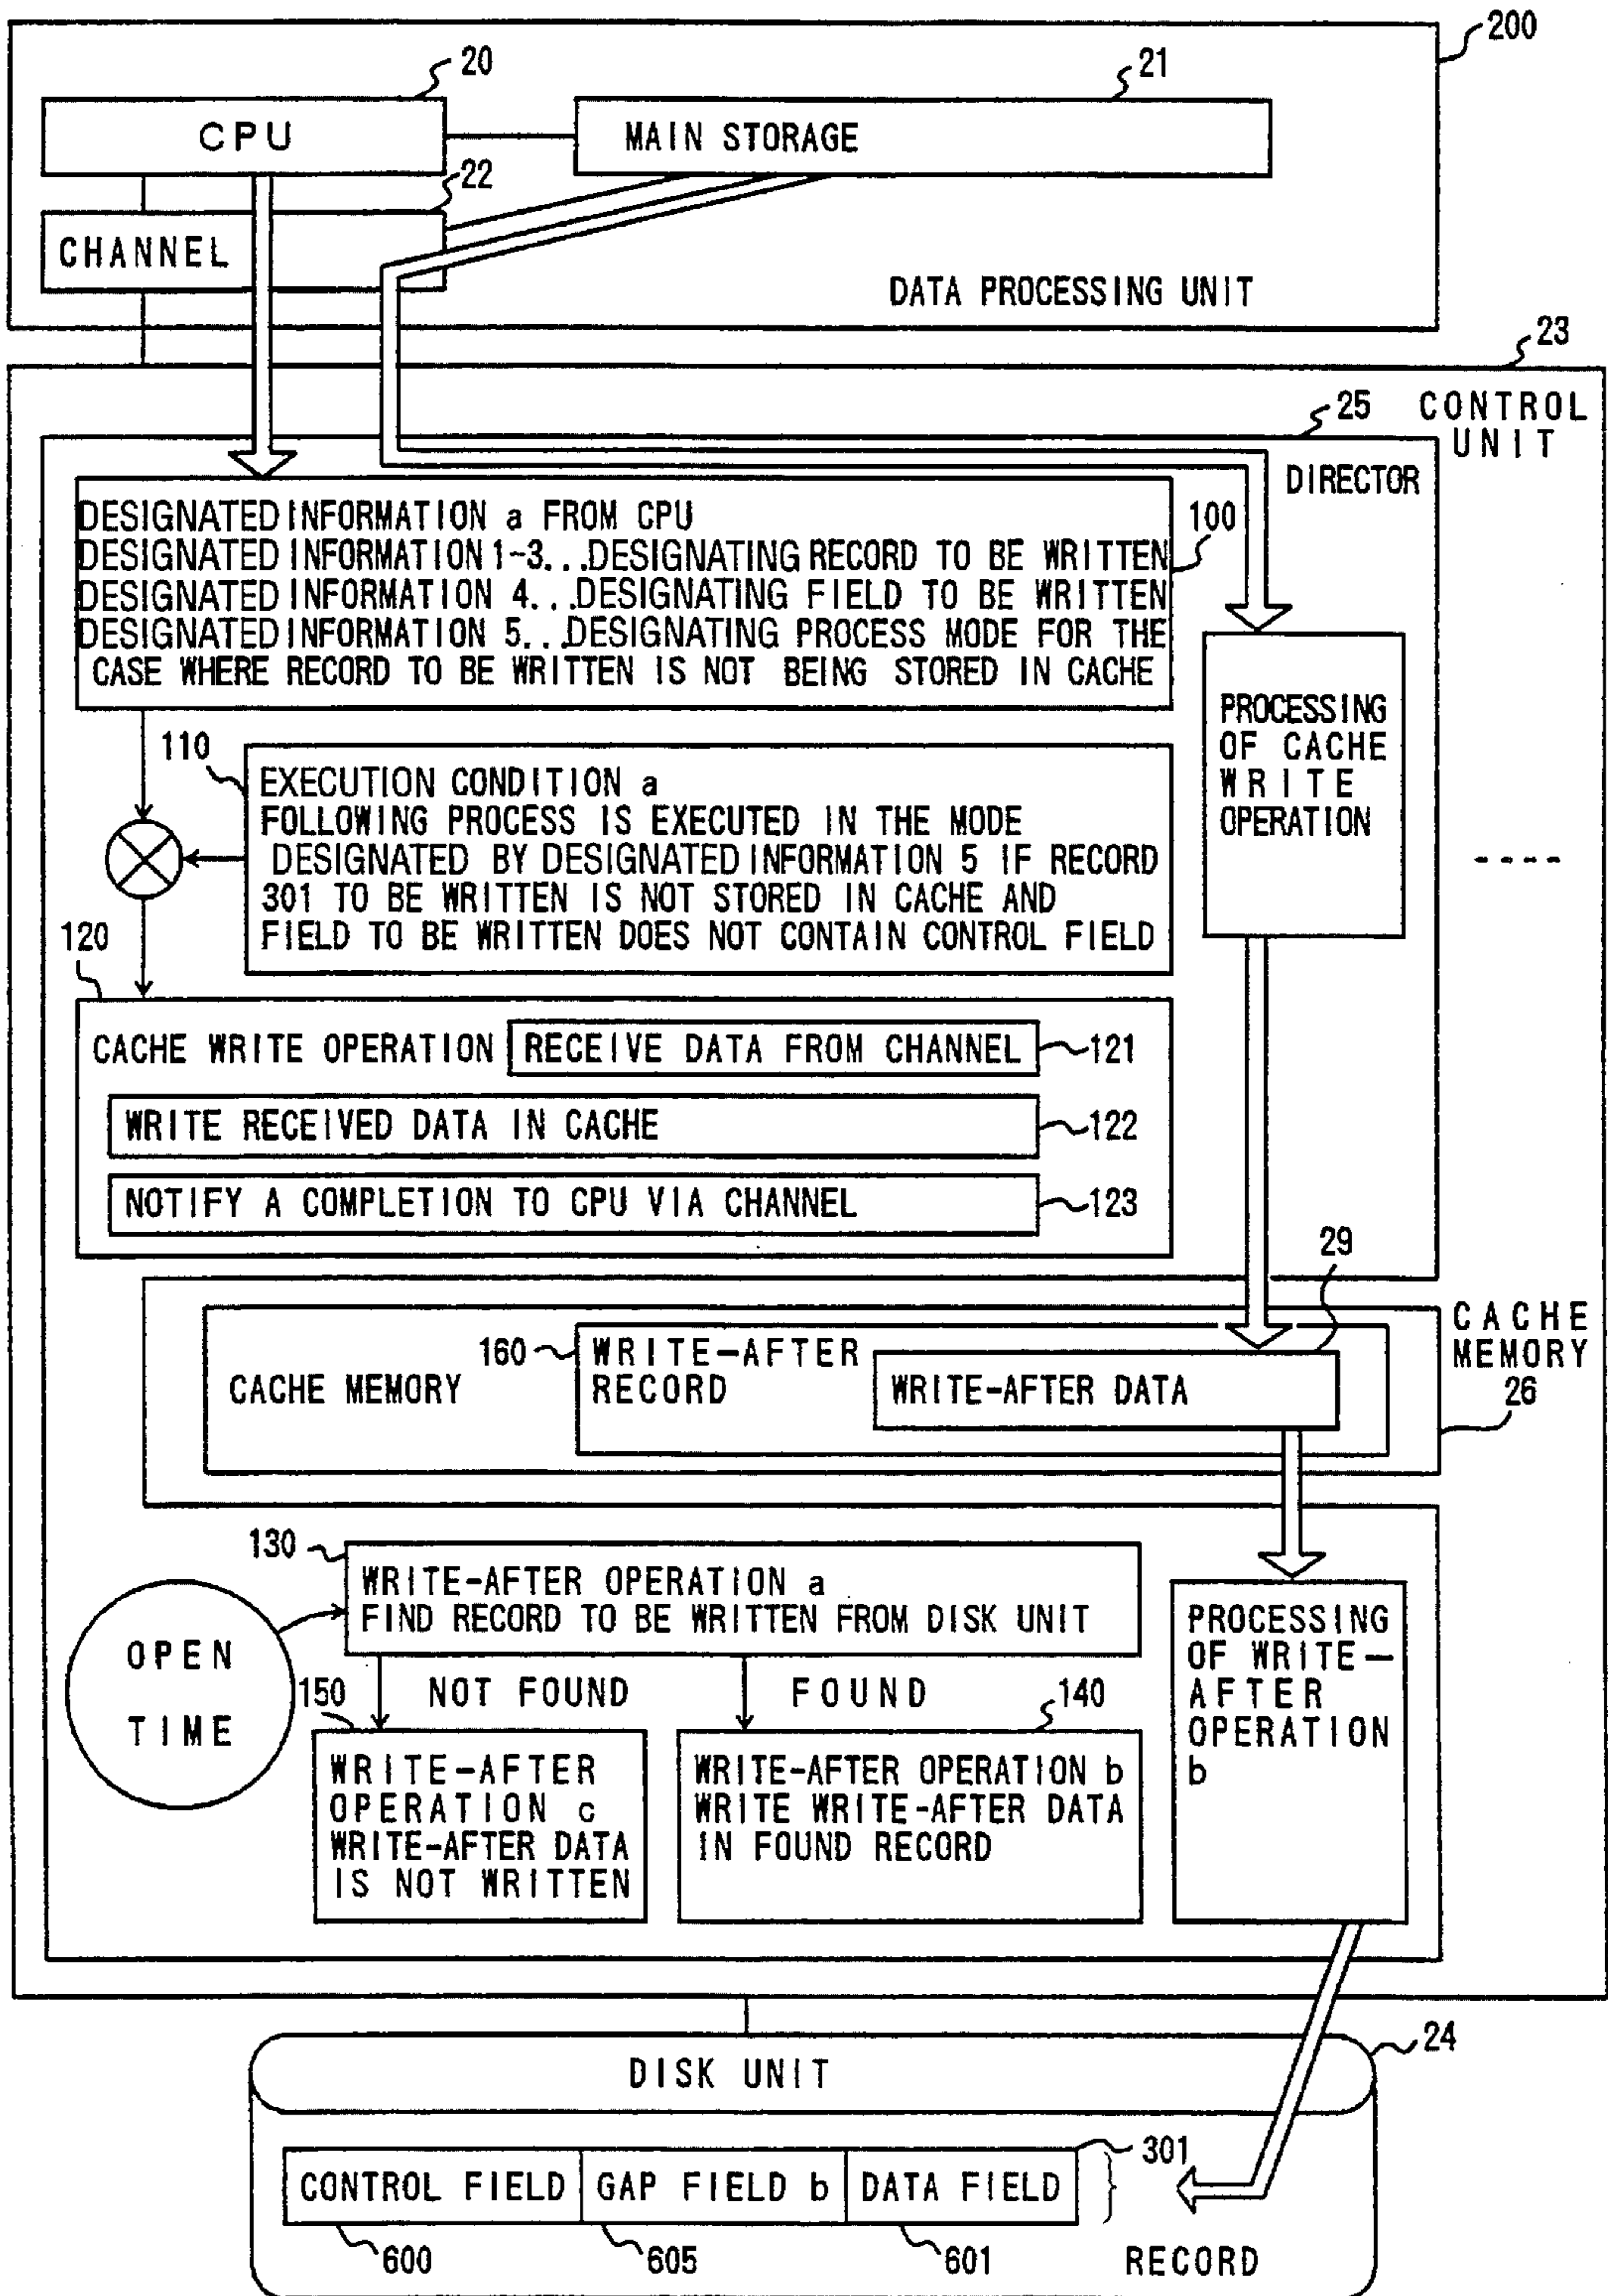 200
20
21
CPU
MAIN STORAGE
22
CHANNEL
DATA PROCESSING UNIT
23
25
CONTROL
UNIT
DIRECTOR
DESIGNATED INFORMATION a FROM CPU
DESIGNATED INFORMATION 1-3...DESIGNATING RECORD TO BE WRITTEN
DESIGNATED INFORMATION 4...DESIGNATING FIELD TO BE WRITTEN
DESIGNATED INFORMATION 5...DESIGNATING PROCESS MODE FOR THE
CASE WHERE RECORD TO BE WRITTEN IS NOT BEING STORED IN CACHE
100
PROCESSING
OF CACHE
WRITE
OPERATION
110
EXECUTION CONDITION a
FOLLOWING PROCESS IS EXECUTED IN THE MODE
DESIGNATED BY DESIGNATED INFORMATION 5 IF RECORD
301 TO BE WRITTEN IS NOT STORED IN CACHE AND
FIELD TO BE WRITTEN DOES NOT CONTAIN CONTROL FIELD
120
CACHE WRITE OPERATION
RECEIVE DATA FROM CHANNEL
121
WRITE RECEIVED DATA IN CACHE
122
NOTIFY A COMPLETION TO CPU VIA CHANNEL
123
29
CACHE
MEMORY
26
160
WRITE-AFTER
RECORD
CACHE MEMORY
WRITE-AFTER DATA
130
WRITE-AFTER OPERATION a
FIND RECORD TO BE WRITTEN FROM DISK UNIT
OPEN
TIME
PROCESSING
OF WRITE-
AFTER
OPERATION
b
150
NOT FOUND
FOUND
140
WRITE-AFTER
OPERATION c
WRITE-AFTER DATA
IS NOT WRITTEN
WRITE-AFTER OPERATION b
WRITE WRITE-AFTER DATA
IN FOUND RECORD
24
DISK UNIT
301
CONTROL FIELD
GAP FIELD b
DATA FIELD
600
605
601
RECORD